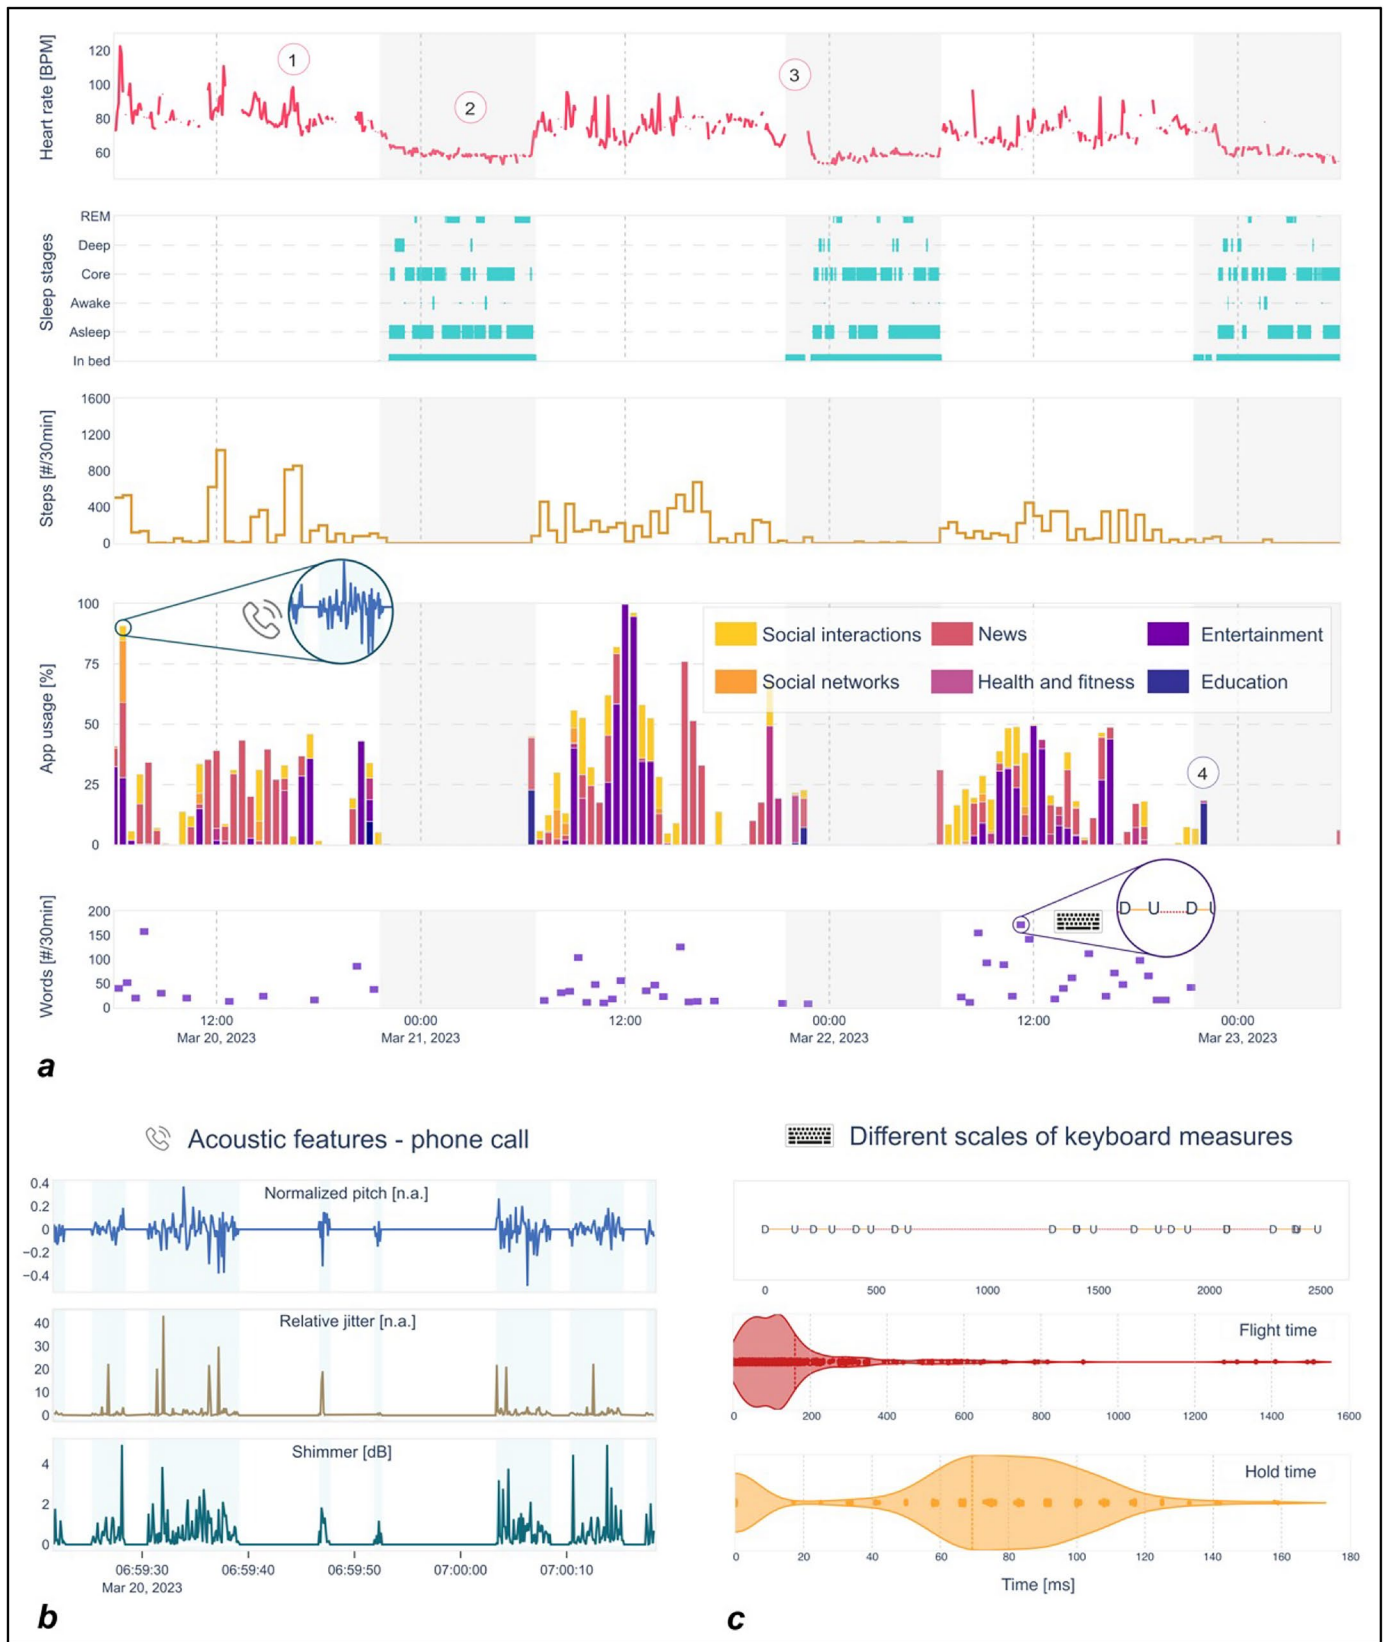 Heart rate [BPM]
120
100
80
60
1
2
3
Sleep stages
REM
Deep
Core
Awake
Asleep
In bed
Steps [#/30min]
1600
1200
800
400
0
App usage [%]
100
75
50
25
0
Social interactions News Entertainment
Social networks Health and fitness Education
4
Words [#/30min]
200
150
100
50
0
D U D U
12:00 00:00 12:00 00:00 12:00 00:00
Mar 20, 2023 Mar 21, 2023 Mar 22, 2023 Mar 23, 2023
a
Acoustic features - phone call
Normalized pitch [n.a.]
0.4
0.2
0
−0.2
−0.4
Relative jitter [n.a.]
40
30
20
10
0
Shimmer [dB]
4
2
0
06:59:30 06:59:40 06:59:50 07:00:00 07:00:10
Mar 20, 2023
b
Different scales of keyboard measures
D U D U D U D U D D U D U D U D D U
0 500 1000 1500 2000 2500
Flight time
0 200 400 600 800 1000 1200 1400 1600
Hold time
0 20 40 60 80 100 120 140 160 180
Time [ms]
c